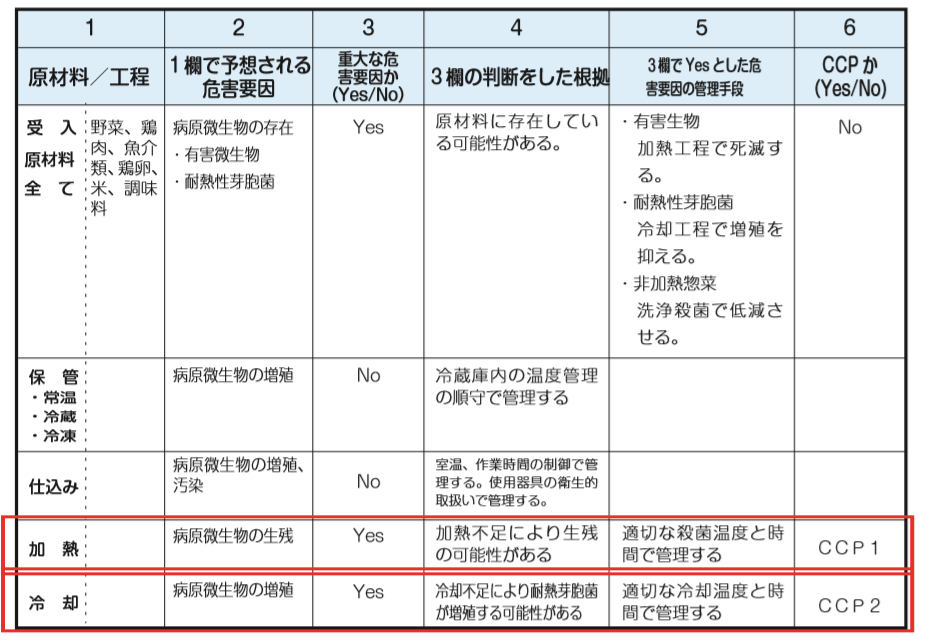 1
2
3
4
5
6
原材料／工程
1欄で予想される
危害要因
重大な危
害要因か
(Yes/No)
3欄の判断をした根拠
3欄で Yes とした危
害要因の管理手段
CCP か
(Yes/No)
受 入
原材料
全 て
野菜、鶏
肉、魚介
類、鶏卵、
米、調味
料
病原微生物の存在
・有害微生物
・耐熱性芽胞菌
Yes
原材料に存在してい
る可能性がある。
・有害生物
加熱工程で死滅す
る。
・耐熱性芽胞菌
冷却工程で増殖を
抑える。
・非加熱惣菜
洗浄殺菌で低減さ
せる。
No
保 管
・常温
・冷蔵
・冷凍
病原微生物の増殖
No
冷蔵庫内の温度管理
の順守で管理する
仕込み
病原微生物の増殖、
汚染
No
室温、作業時間の制御で管
理する。使用器具の衛生的
取扱いで管理する。
加 熱
病原微生物の生残
Yes
加熱不足により生残
の可能性がある
適切な殺菌温度と時
間で管理する
CCP1
冷 却
病原微生物の増殖
Yes
冷却不足により耐熱芽胞菌
が増殖する可能性がある
適切な冷却温度と時
間で管理する
CCP2